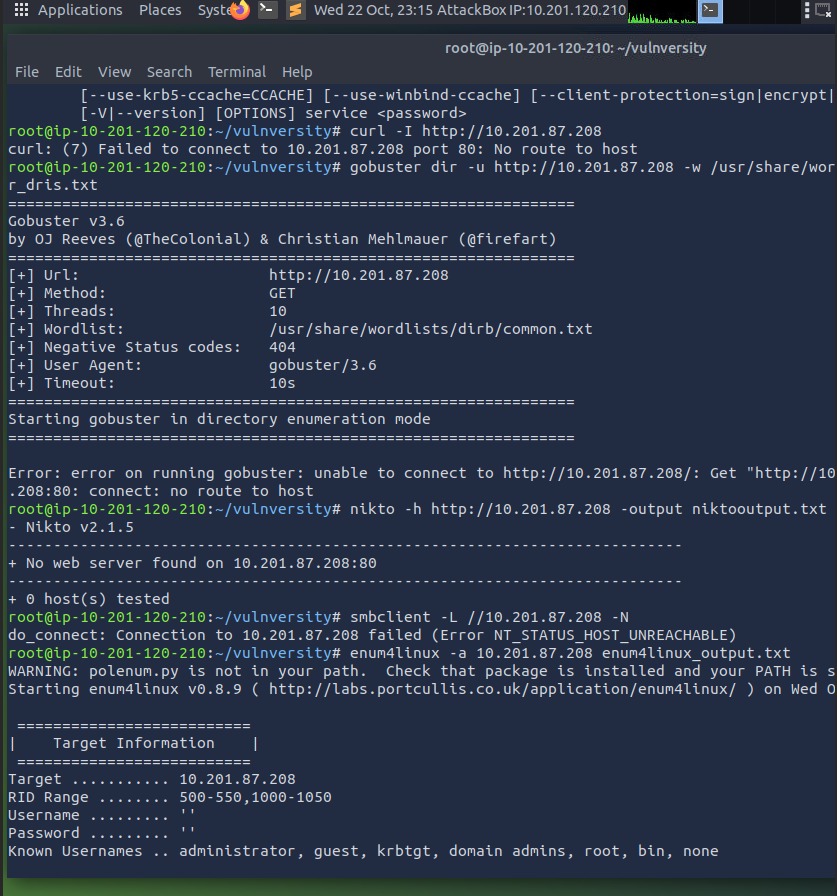 Applications Places Syste Wed 22 Oct, 23:15 AttackBox IP:10.201.120.210
root@ip-10-201-120-210: ~/vulnversity
File Edit View Search Terminal Help
[--use-krb5-ccache=CCACHE] [--use-winbind-ccache] [--client-protection=sign|encrypt|
[-V|--version] [OPTIONS] service <password>
root@ip-10-201-120-210:~/vulnversity# curl -I http://10.201.87.208
curl: (7) Failed to connect to 10.201.87.208 port 80: No route to host
root@ip-10-201-120-210:~/vulnversity# gobuster dir -u http://10.201.87.208 -w /usr/share/wor
r_dris.txt
===============================================================
Gobuster v3.6
by OJ Reeves (@TheColonial) & Christian Mehlmauer (@firefart)
===============================================================
[+] Url: http://10.201.87.208
[+] Method: GET
[+] Threads: 10
[+] Wordlist: /usr/share/wordlists/dirb/common.txt
[+] Negative Status codes: 404
[+] User Agent: gobuster/3.6
[+] Timeout: 10s
===============================================================
Starting gobuster in directory enumeration mode
===============================================================
Error: error on running gobuster: unable to connect to http://10.201.87.208/: Get "http://10
.208:80: connect: no route to host
root@ip-10-201-120-210:~/vulnversity# nikto -h http://10.201.87.208 -output niktooutput.txt
- Nikto v2.1.5
---------------------------------------------------------------------------
+ No web server found on 10.201.87.208:80
---------------------------------------------------------------------------
+ 0 host(s) tested
root@ip-10-201-120-210:~/vulnversity# smbclient -L //10.201.87.208 -N
do_connect: Connection to 10.201.87.208 failed (Error NT_STATUS_HOST_UNREACHABLE)
root@ip-10-201-120-210:~/vulnversity# enum4linux -a 10.201.87.208 enum4linux_output.txt
WARNING: polenum.py is not in your path.  Check that package is installed and your PATH is s
Starting enum4linux v0.8.9 ( http://labs.portcullis.co.uk/application/enum4linux/ ) on Wed O
==========================
|    Target Information    |
==========================
Target ........... 10.201.87.208
RID Range ........ 500-550,1000-1050
Username ......... ''
Password ......... ''
Known Usernames .. administrator, guest, krbtgt, domain admins, root, bin, none